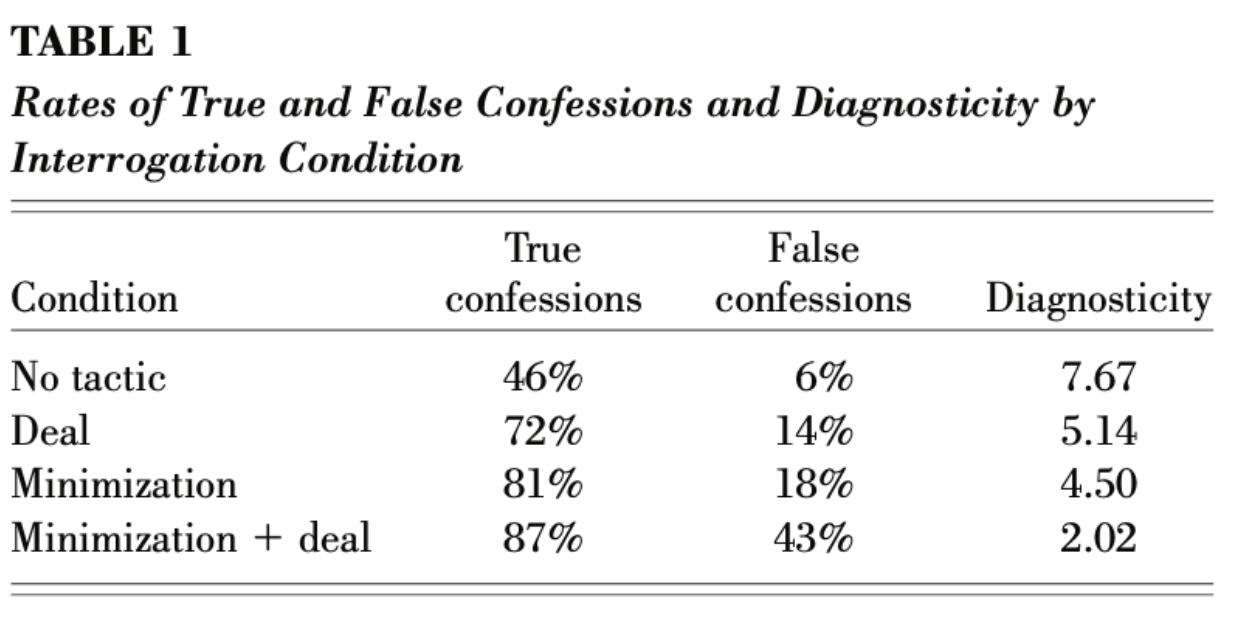 TABLE 1
Rates of True and False Confessions and Diagnosticity by
Interrogation Condition
True False
Condition confessions confessions Diagnosticity
No tactic 46% 6% 7.67
Deal 72% 14% 5.14
Minimization 81% 18% 4.50
Minimization + deal 87% 43% 2.02